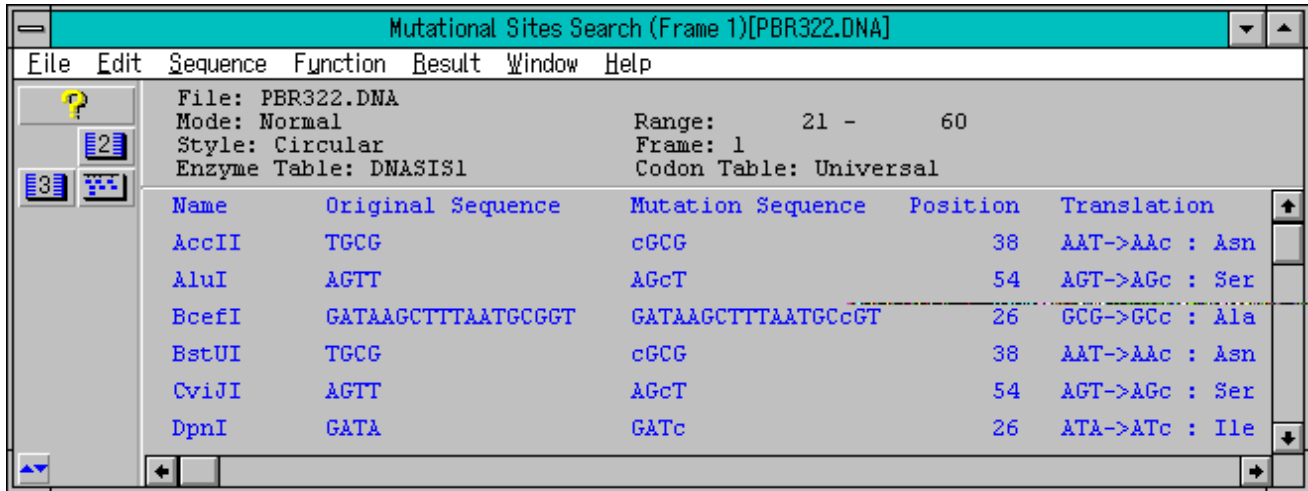 Mutational Sites Search (Frame 1)[PBR322.DNA]
File Edit Sequence Function Result Window Help
?
File: PBR322.DNA
Mode: Normal Range: 21 - 60
2
Style: Circular Frame: 1
Enzyme Table: DNASIS1 Codon Table: Universal
3
Name Original Sequence Mutation Sequence Position Translation
AccII TGCG cGCG 38 AAT->AAc : Asn
AluI AGTT AGcT 54 AGT->AGc : Ser
BcefI GATAAGCTTTAATGCGGT GATAAGCTTTAATGCcGT 26 GCG->GCc : Ala
BstUI TGCG cGCG 38 AAT->AAc : Asn
CviJI AGTT AGcT 54 AGT->AGc : Ser
DpnI GATA GATc 26 ATA->ATc : Ile